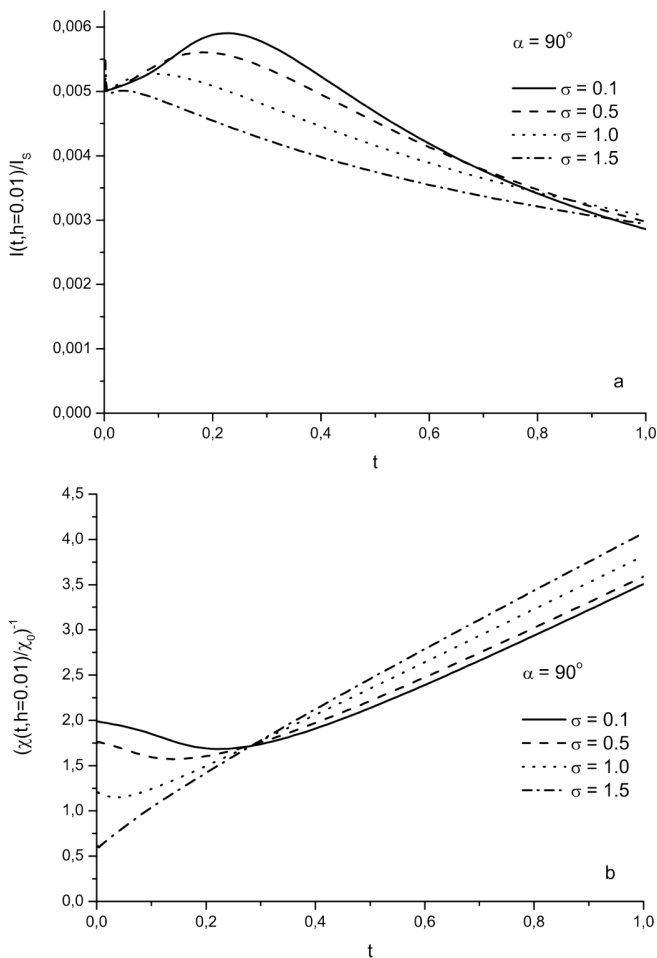 0,006
0,005
0,004
0,003
0,002
0,001
0,000
I(t,h=0.01)/I_S
α = 90°
σ = 0.1
σ = 0.5
σ = 1.0
σ = 1.5
a
0,0 0,2 0,4 0,6 0,8 1,0
t
4,5
4,0
3,5
3,0
2,5
2,0
1,5
1,0
0,5
0,0
(χ(t,h=0.01)/χ₀)⁻¹
α = 90°
σ = 0.1
σ = 0.5
σ = 1.0
σ = 1.5
b
0,0 0,2 0,4 0,6 0,8 1,0
t